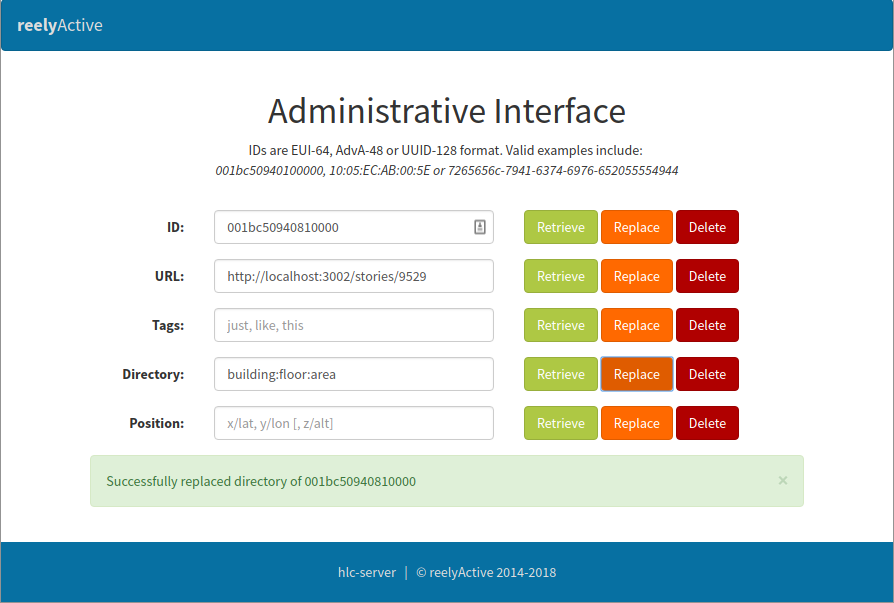 reelyActive
Administrative Interface
IDs are EUI-64, AdvA-48 or UUID-128 format. Valid examples include:
001bc50940100000, 10:05:EC:AB:00:5E or 7265656c-7941-6374-6976-652055554944
ID: 001bc50940810000 Retrieve Replace Delete
URL: http://localhost:3002/stories/9529 Retrieve Replace Delete
Tags: just, like, this Retrieve Replace Delete
Directory: building:floor:area Retrieve Replace Delete
Position: x/lat, y/lon [, z/alt] Retrieve Replace Delete
Successfully replaced directory of 001bc50940810000 ×
hlc-server | © reelyActive 2014-2018